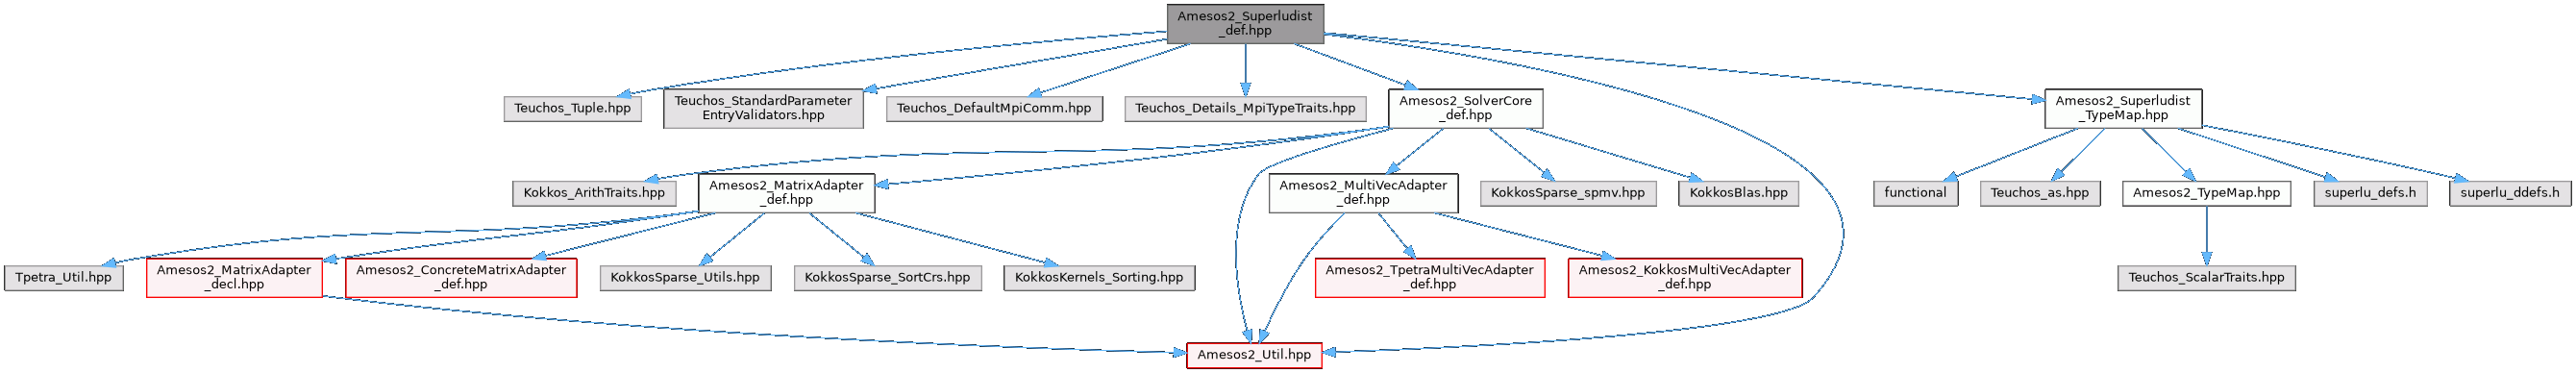 Amesos2_Superludist
_def.hpp
Teuchos_Tuple.hpp
Teuchos_StandardParameter
EntryValidators.hpp
Teuchos_DefaultMpiComm.hpp
Teuchos_Details_MpiTypeTraits.hpp
Amesos2_SolverCore
_def.hpp
Amesos2_Superludist
_TypeMap.hpp
Kokkos_ArithTraits.hpp
Amesos2_MatrixAdapter
_def.hpp
Amesos2_MultiVecAdapter
_def.hpp
KokkosSparse_spmv.hpp
KokkosBlas.hpp
functional
Teuchos_as.hpp
Amesos2_TypeMap.hpp
superlu_defs.h
superlu_ddefs.h
Tpetra_Util.hpp
Amesos2_MatrixAdapter
_decl.hpp
Amesos2_ConcreteMatrixAdapter
_def.hpp
KokkosSparse_Utils.hpp
KokkosSparse_SortCrs.hpp
KokkosKernels_Sorting.hpp
Amesos2_TpetraMultiVecAdapter
_def.hpp
Amesos2_KokkosMultiVecAdapter
_def.hpp
Teuchos_ScalarTraits.hpp
Amesos2_Util.hpp